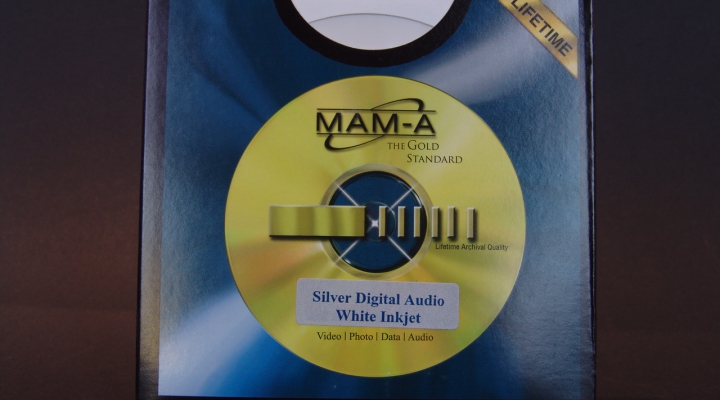 LIFETIME
MAM-A
THE GOLD
STANDARD
Lifetime Archival Quality
Silver Digital Audio
White Inkjet
Video | Photo | Data | Audio